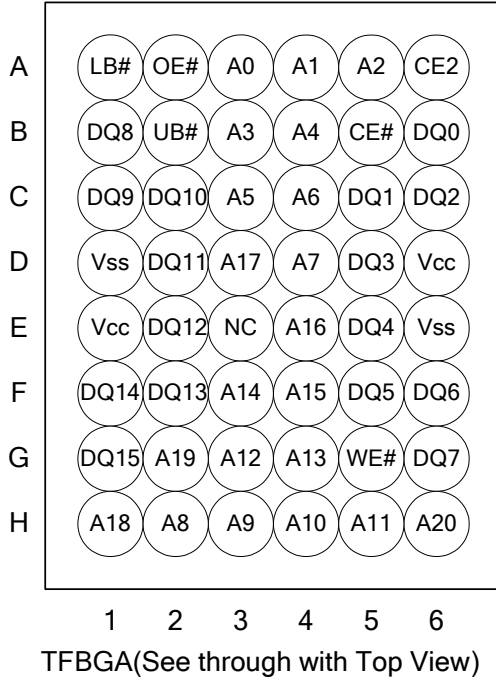 A LB# OE# A0 A1 A2 CE2
B DQ8 UB# A3 A4 CE# DQ0
C DQ9 DQ10 A5 A6 DQ1 DQ2
D Vss DQ11 A17 A7 DQ3 Vcc
E Vcc DQ12 NC A16 DQ4 Vss
F DQ14 DQ13 A14 A15 DQ5 DQ6
G DQ15 A19 A12 A13 WE# DQ7
H A18 A8 A9 A10 A11 A20
1 2 3 4 5 6
TFBGA(See through with Top View)